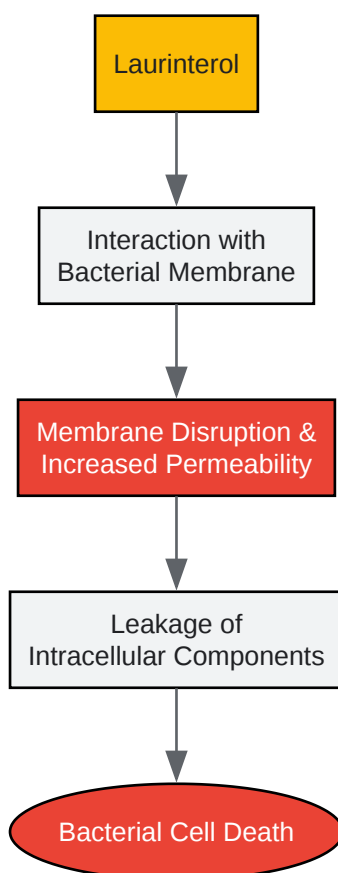 Laurinterol
Interaction with
Bacterial Membrane
Membrane Disruption &
Increased Permeability
Leakage of
Intracellular Components
Bacterial Cell Death